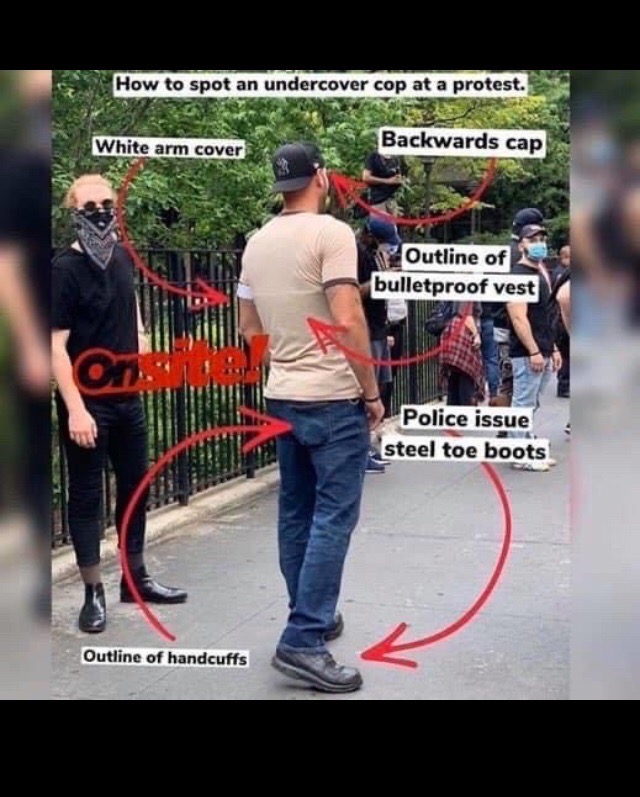 How to spot an undercover cop at a protest.
White arm cover
Backwards cap
Outline of
bulletproof vest
Onsite!
Police issue
steel toe boots
Outline of handcuffs